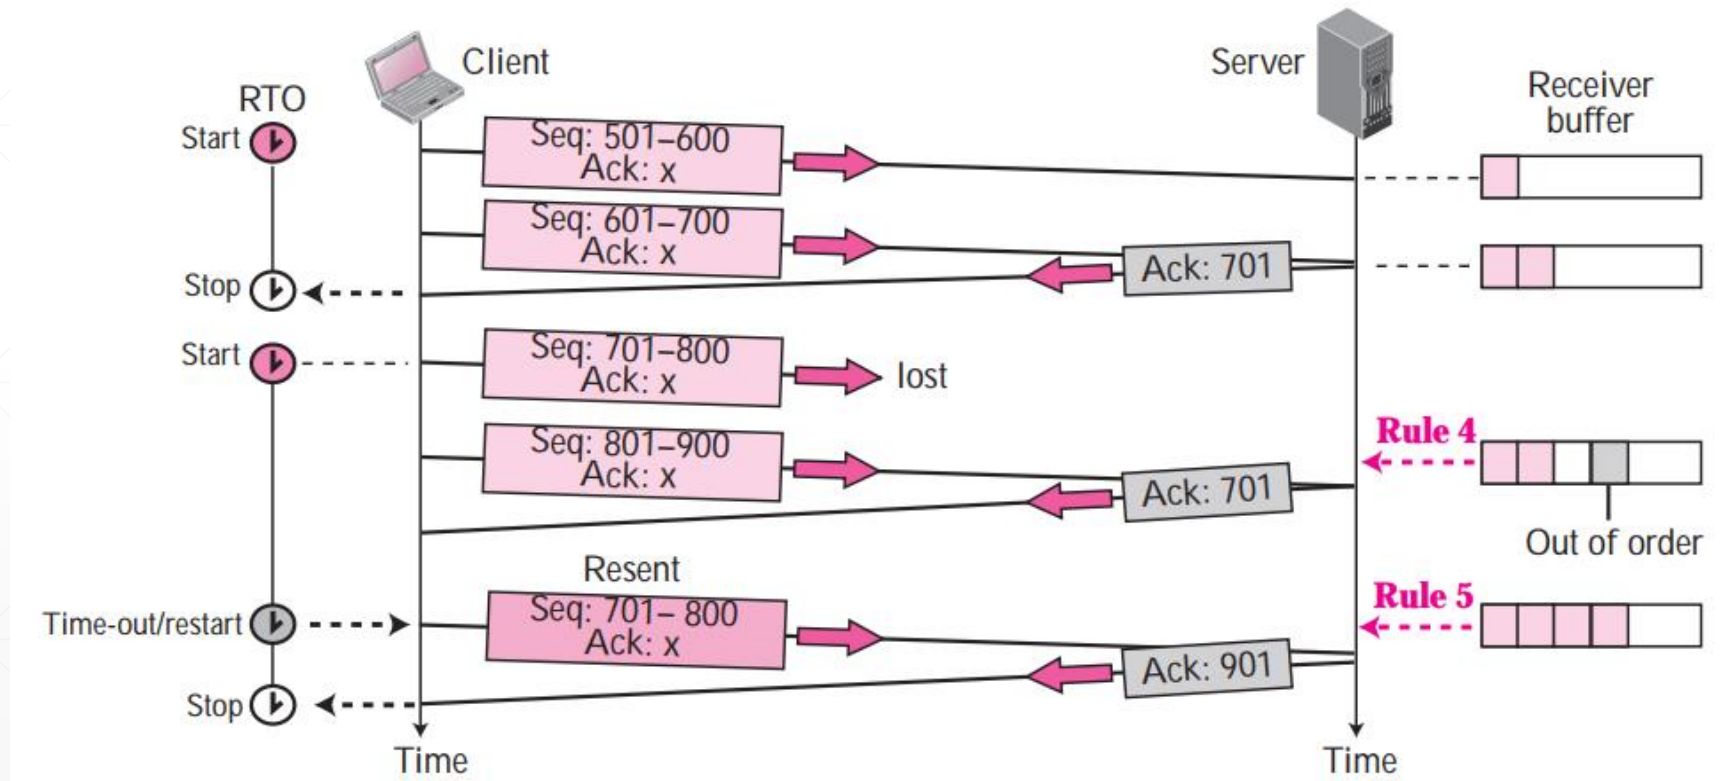 Client
Server
Receiver
buffer
RTO
Start
Seq: 501–600
Ack: x
Seq: 601–700
Ack: x
Ack: 701
Stop
Start
Seq: 701–800
Ack: x
lost
Seq: 801–900
Ack: x
Ack: 701
Rule 4
Out of order
Resent
Time-out/restart
Seq: 701– 800
Ack: x
Rule 5
Ack: 901
Stop
Time
Time